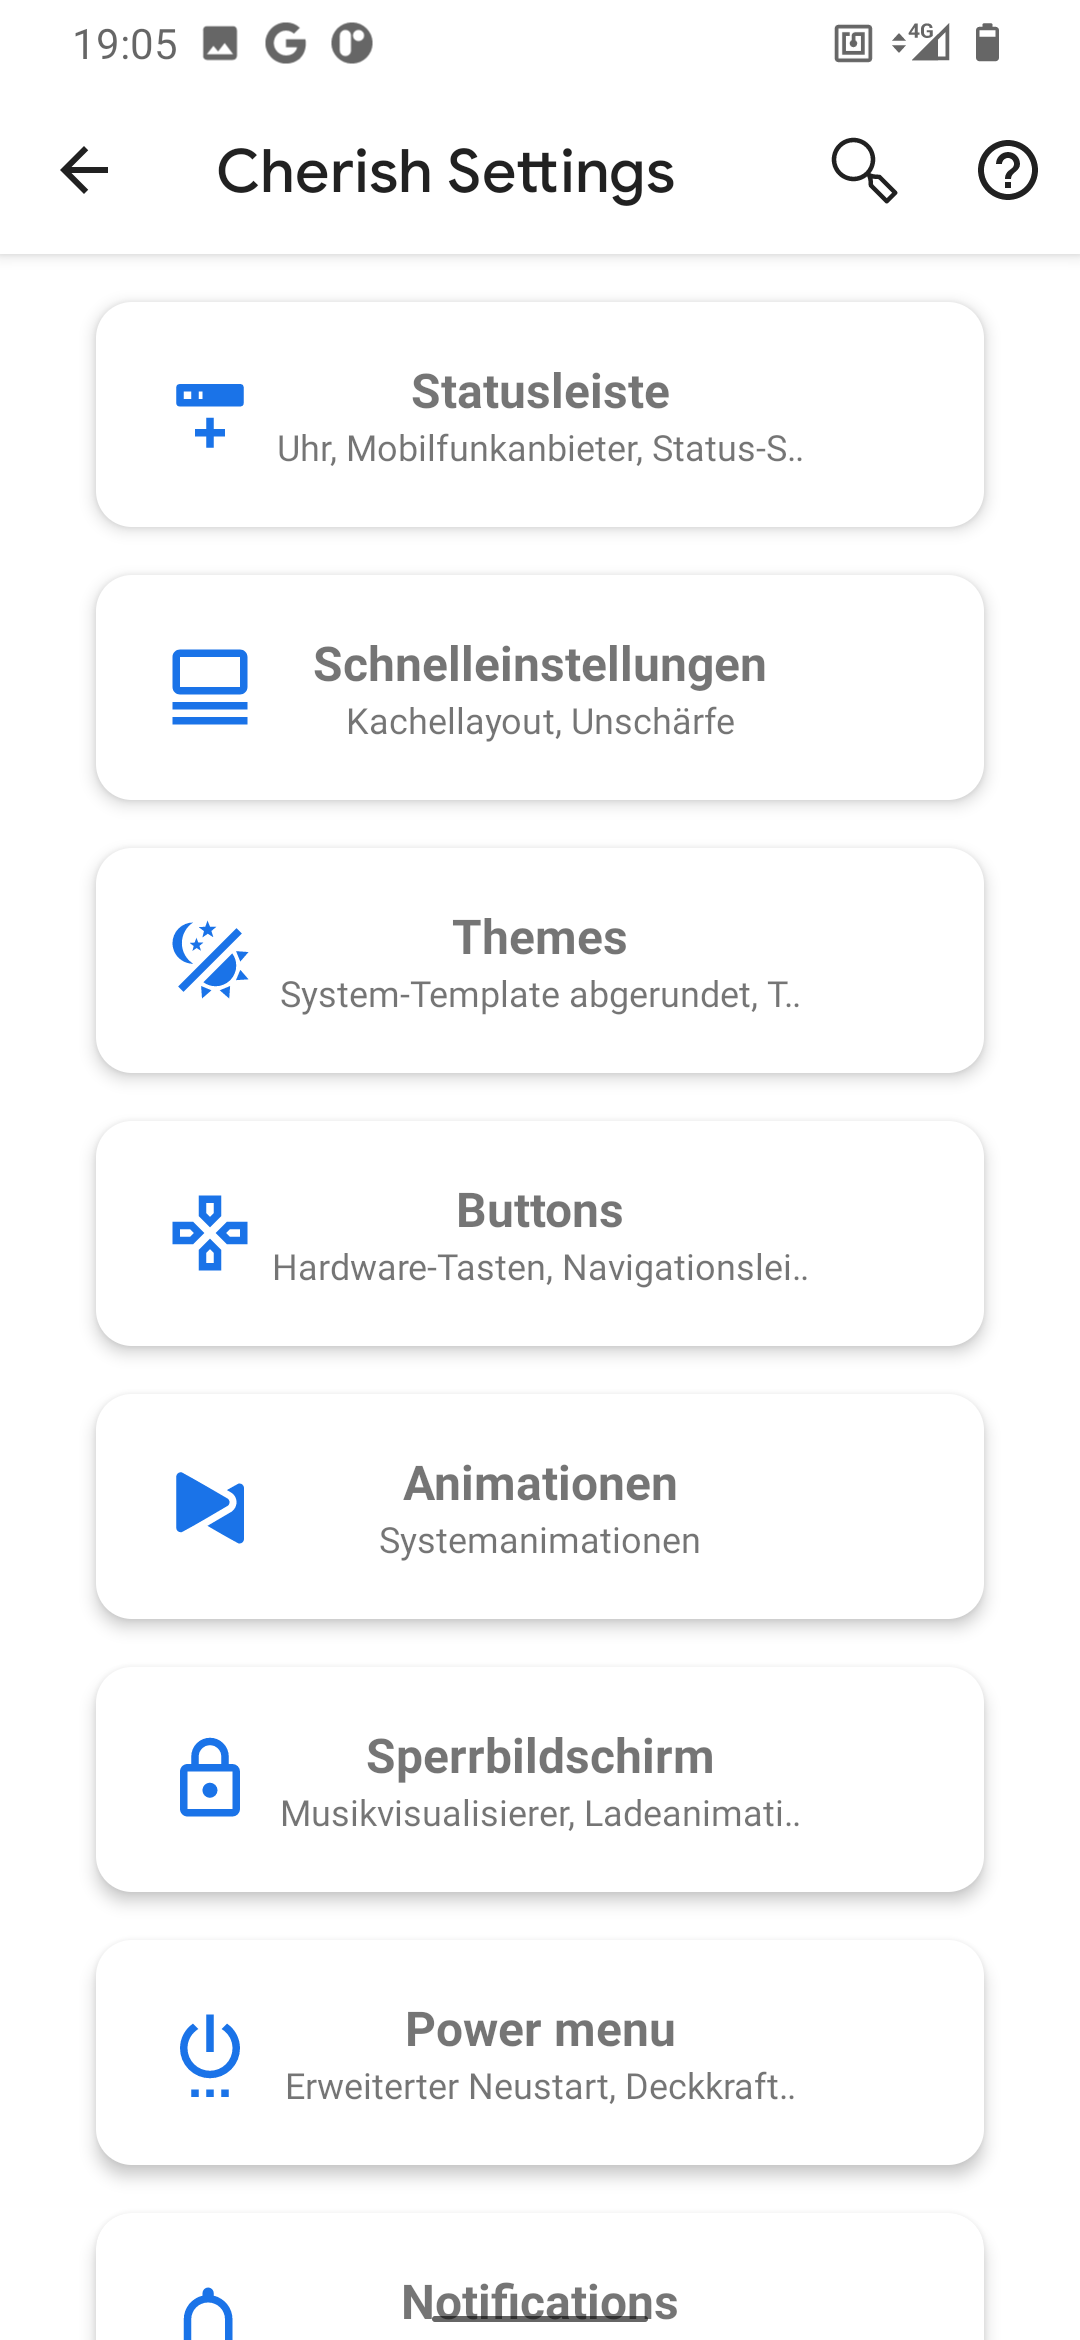 19:05
4G
Cherish Settings
Statusleiste
Uhr, Mobilfunkanbieter, Status-S..
Schnelleinstellungen
Kachellayout, Unschärfe
Themes
System-Template abgerundet, T..
Buttons
Hardware-Tasten, Navigationslei..
Animationen
Systemanimationen
Sperrbildschirm
Musikvisualisierer, Ladeanimati..
Power menu
Erweiterter Neustart, Deckkraft..
Notifications